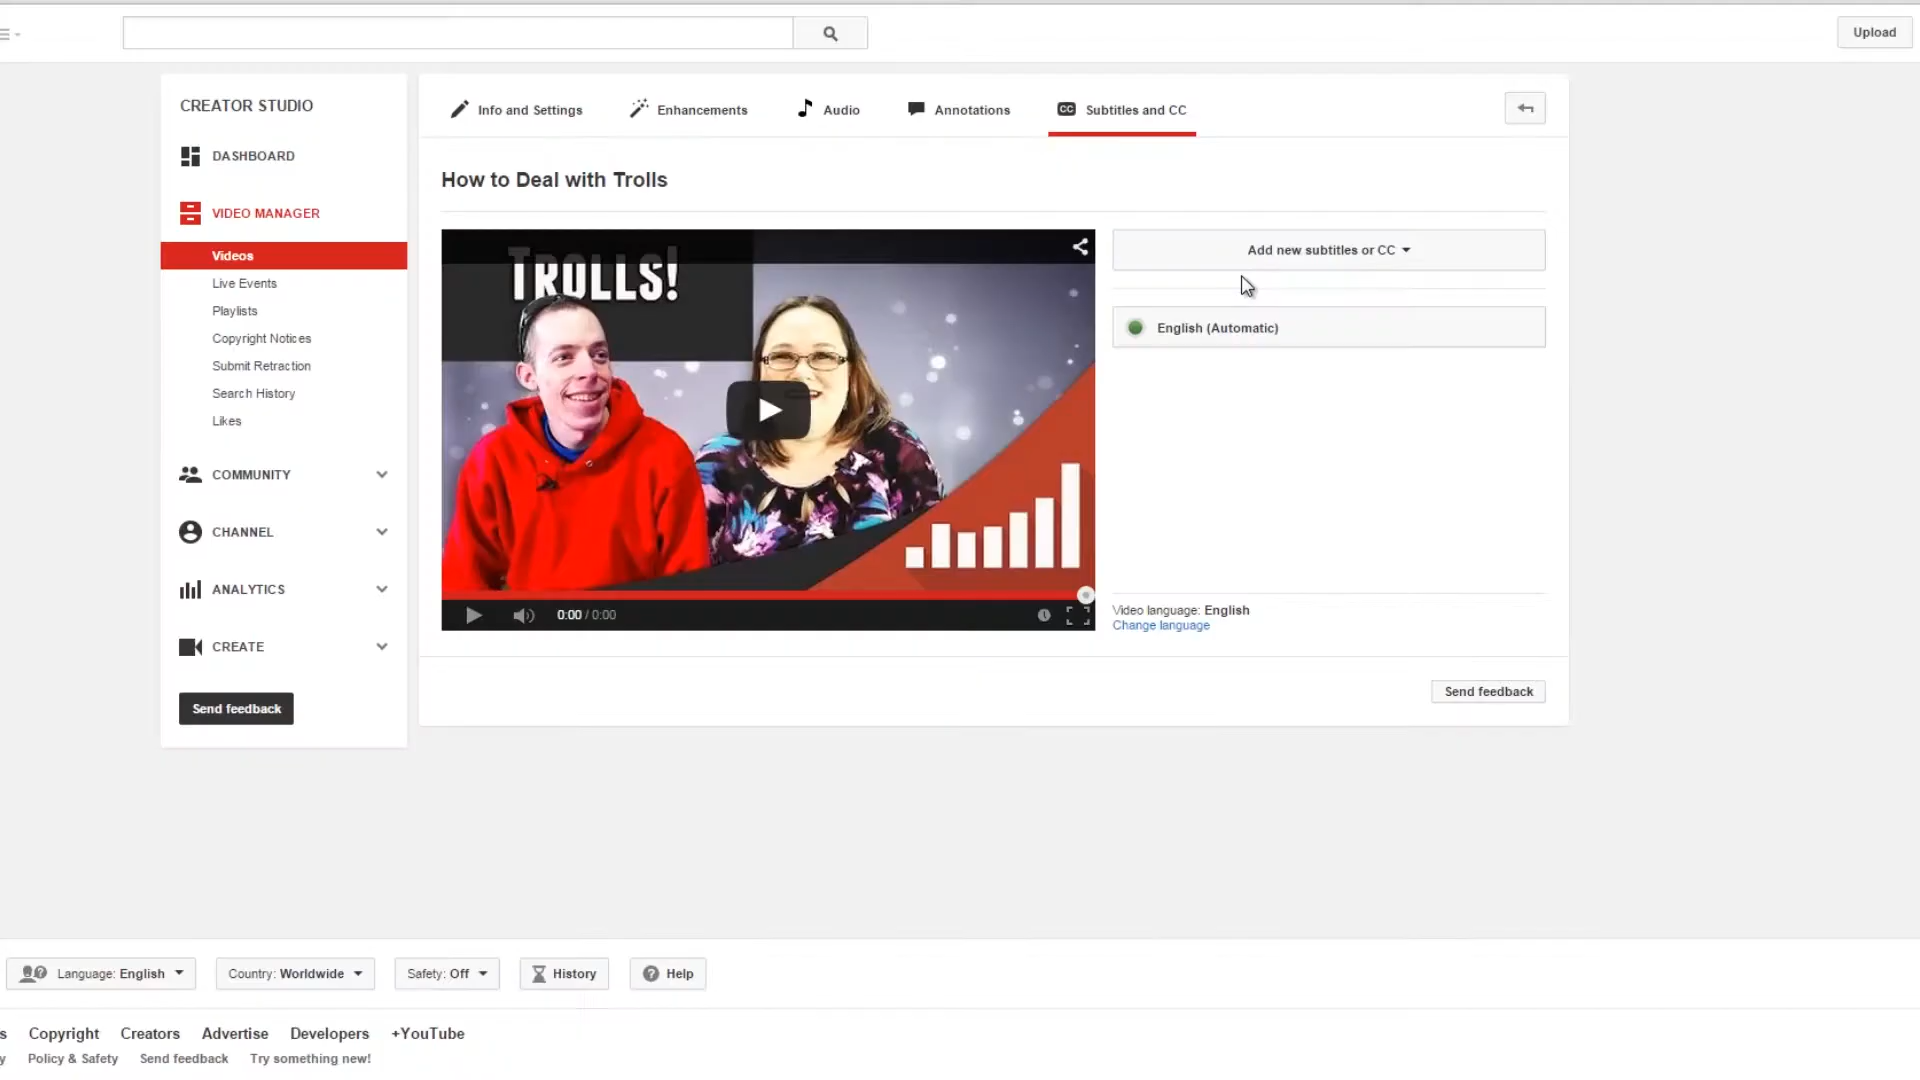 Upload
CREATOR STUDIO
DASHBOARD
VIDEO MANAGER
Videos
Live Events
Playlists
Copyright Notices
Submit Retraction
Search History
Likes
COMMUNITY
CHANNEL
ANALYTICS
CREATE
Send feedback
Info and Settings
Enhancements
Audio
Annotations
CC Subtitles and CC
How to Deal with Trolls
TROLLS!
0:00 / 0:00
Add new subtitles or CC
English (Automatic)
Video language: English
Change language
Send feedback
Language: English
Country: Worldwide
Safety: Off
History
Help
s Copyright Creators Advertise Developers +YouTube
y Policy & Safety Send feedback Try something new!